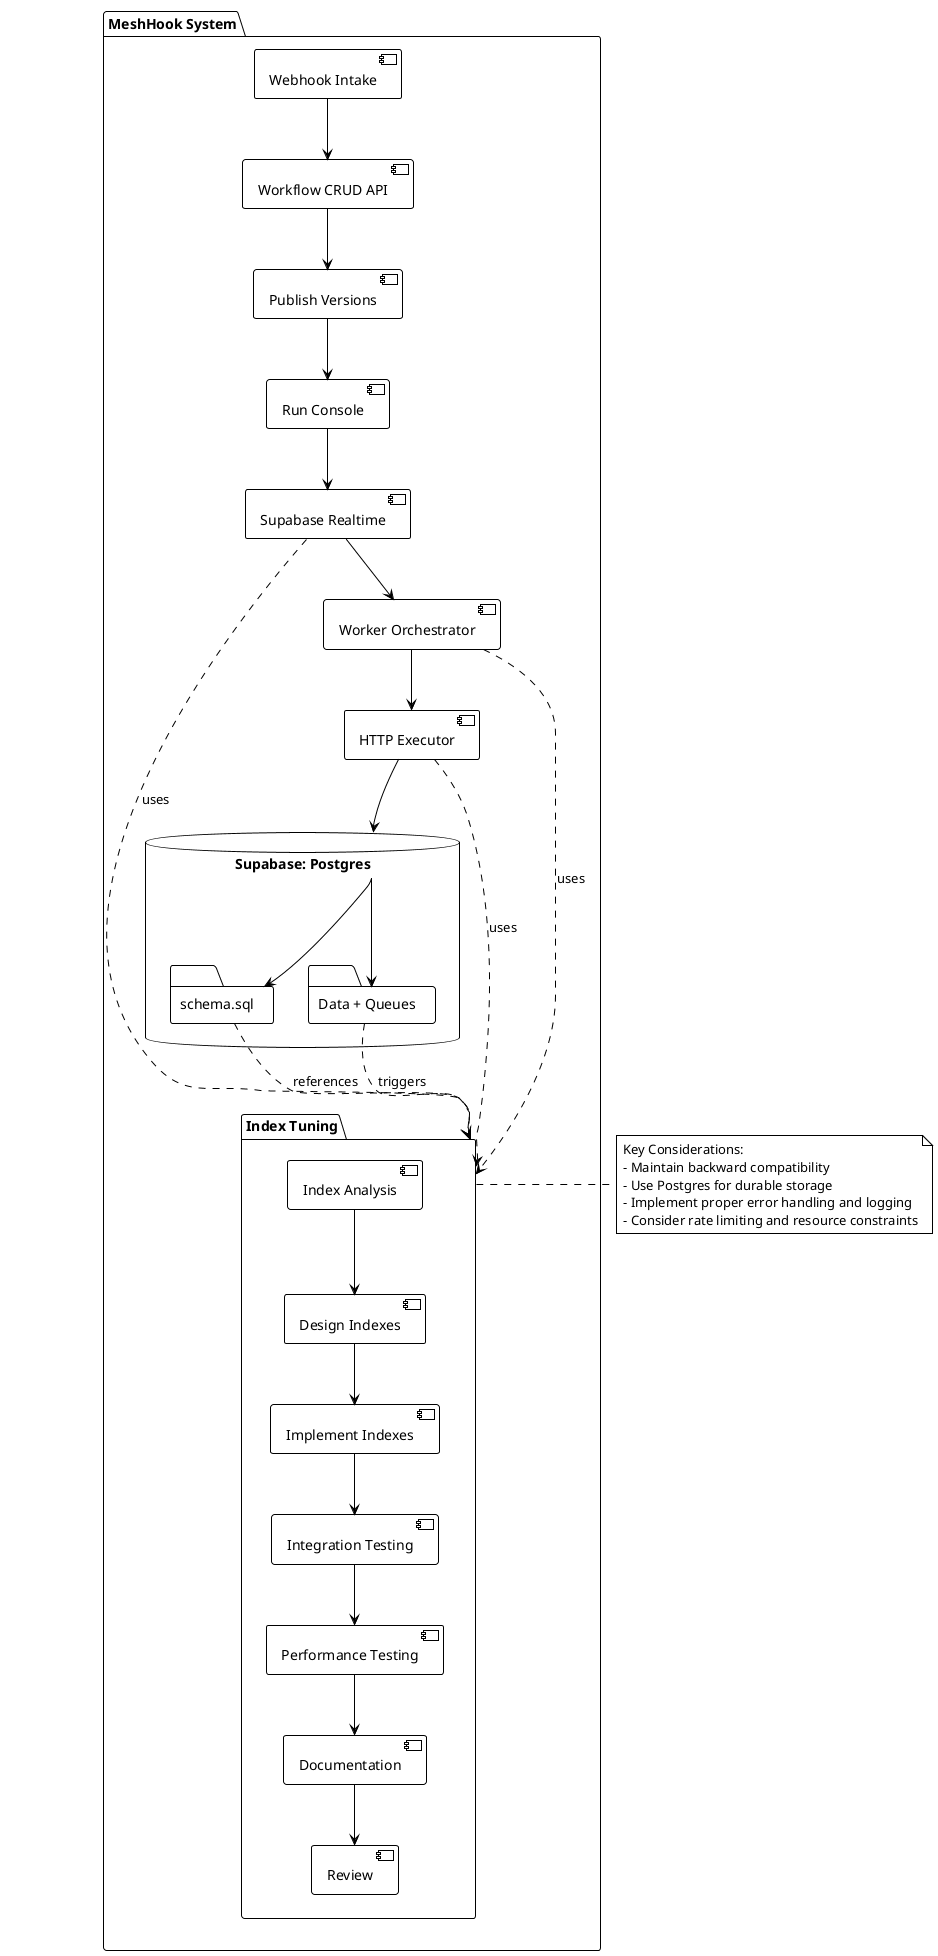 MeshHook System
Webhook Intake
Workflow CRUD API
Publish Versions
Run Console
Supabase Realtime
Worker Orchestrator
HTTP Executor
uses
Supabase: Postgres
uses
uses
schema.sql
Data + Queues
references
triggers
Index Tuning
Key Considerations:
- Maintain backward compatibility
- Use Postgres for durable storage
- Implement proper error handling and logging
- Consider rate limiting and resource constraints
Index Analysis
Design Indexes
Implement Indexes
Integration Testing
Performance Testing
Documentation
Review